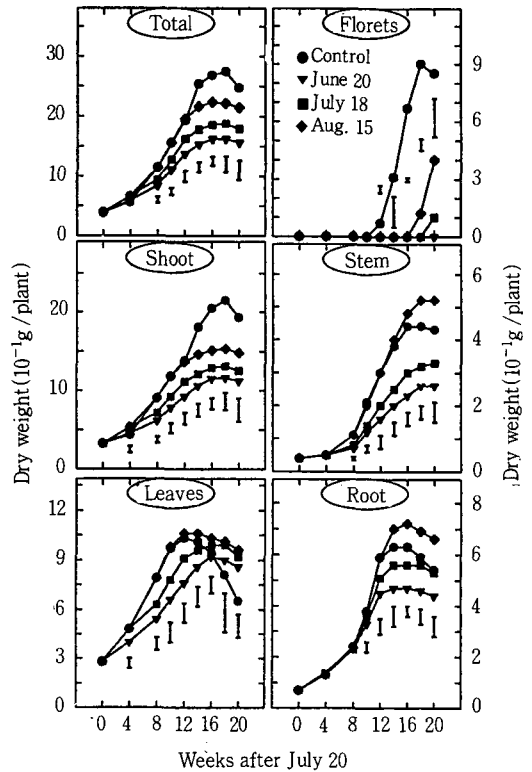 Total
Florets
Control
June 20
July 18
Aug. 15
30
20
10
0
9
6
3
0
Shoot
Stem
20
10
0
6
4
2
0
Leaves
Root
12
9
6
3
0
8
6
4
2
0
0 4 8 12 16 20
0 4 8 12 16 20
Dry weight (10⁻¹g / plant)
Dry weight (10⁻¹g / plant)
Weeks after July 20